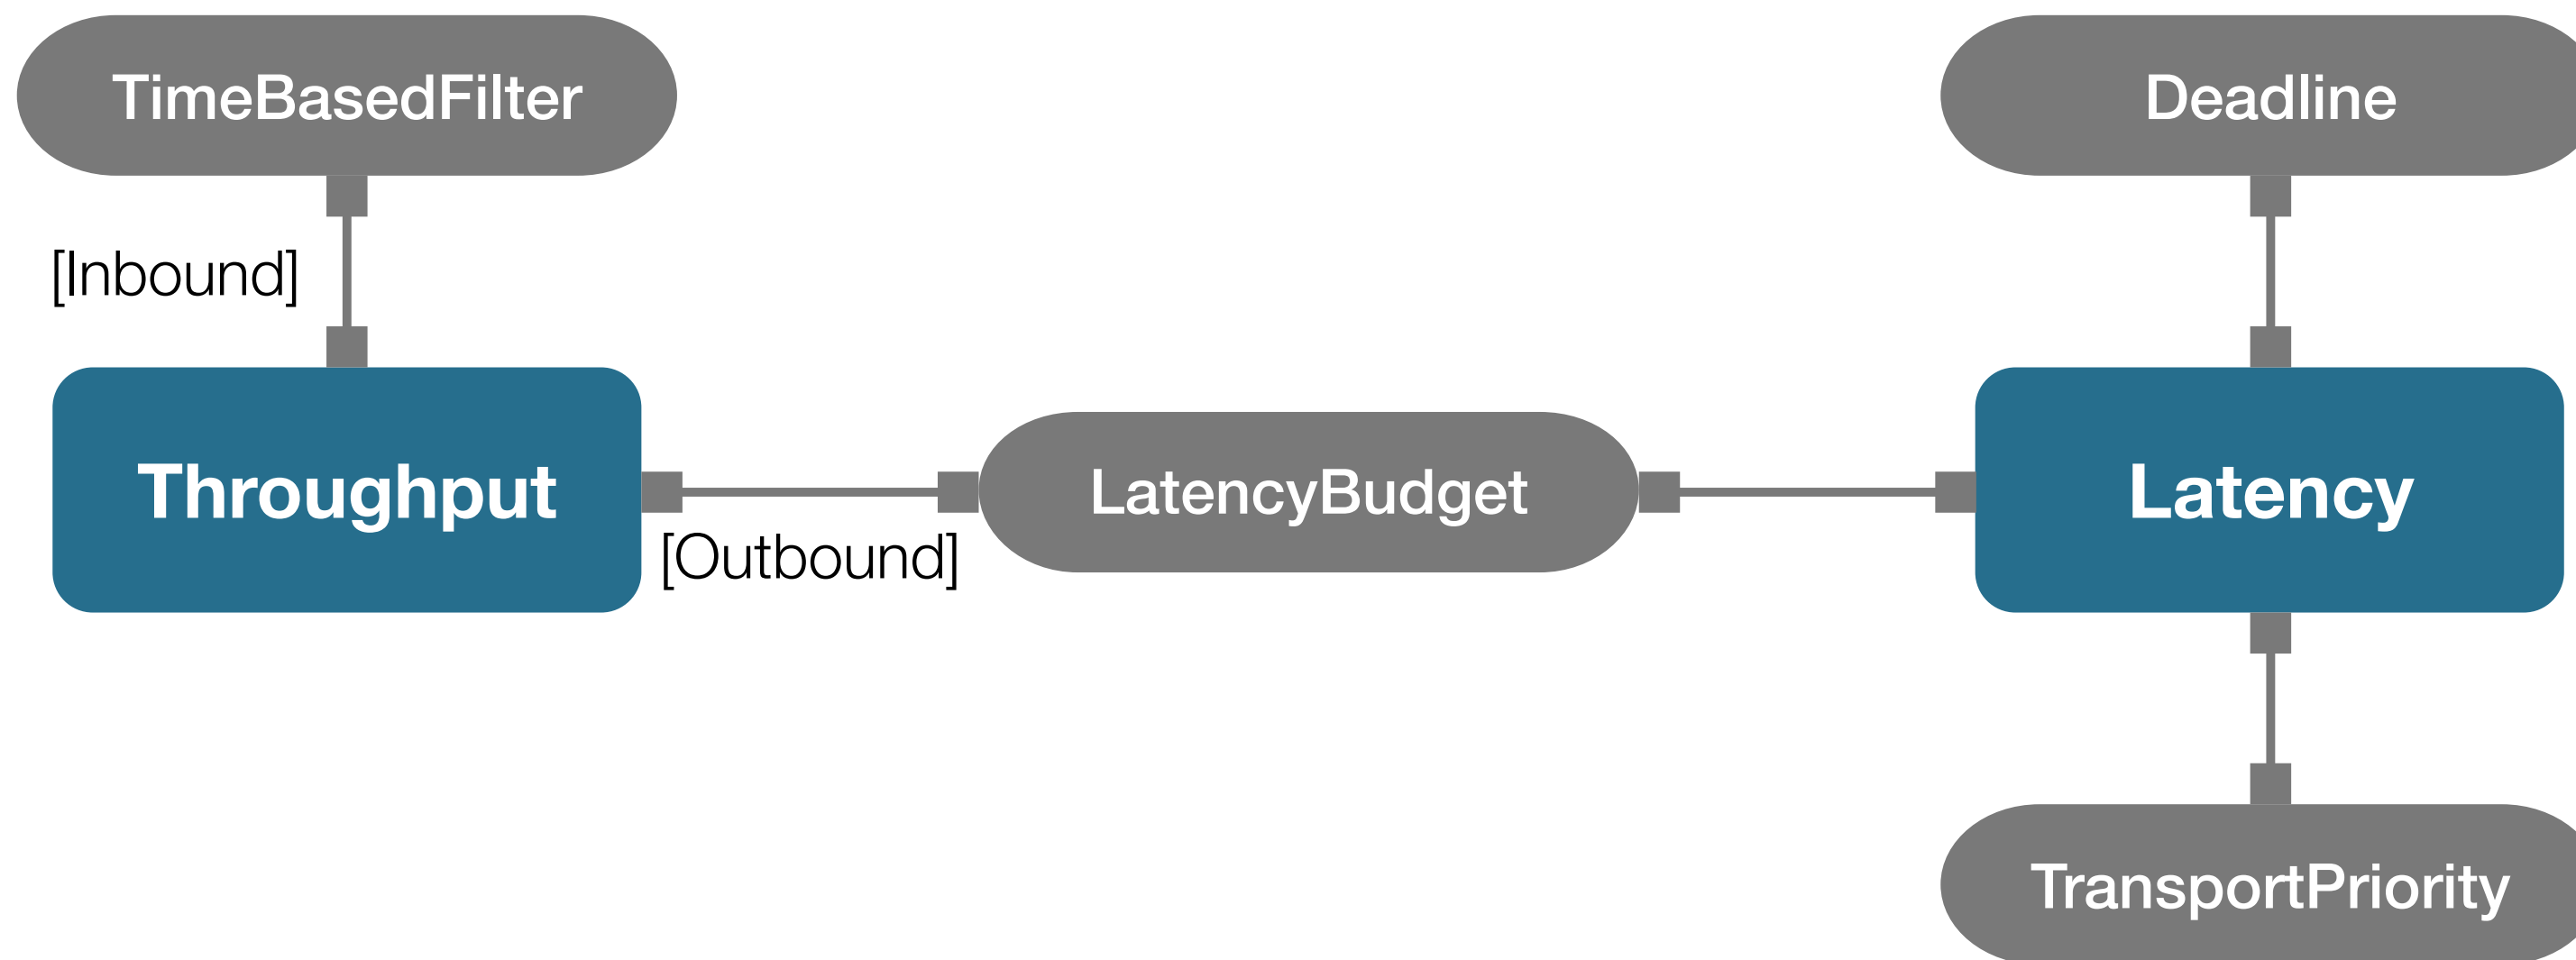 TimeBasedFilter
Deadline
[Inbound]
Throughput
LatencyBudget
Latency
[Outbound]
TransportPriority